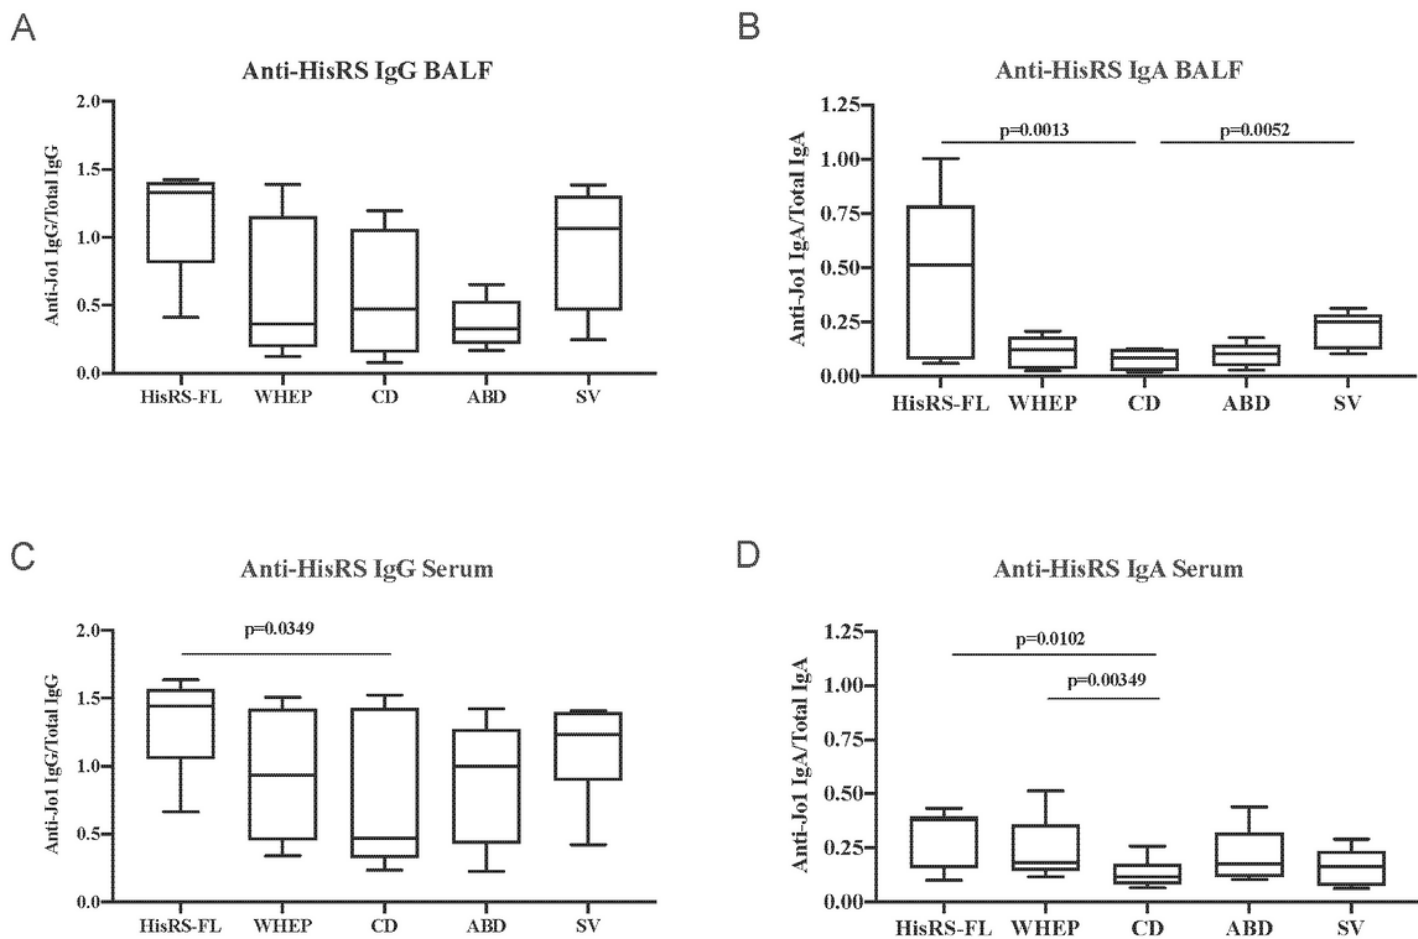 A
Anti-HisRS IgG BALF
Anti-Jo1 IgG/Total IgG
2.0
1.5
1.0
0.5
0.0
HisRS-FL WHEP CD ABD SV
B
Anti-HisRS IgA BALF
Anti-Jo1 IgA/Total IgA
1.25
1.00
0.75
0.50
0.25
0.00
p=0.0013 p=0.0052
HisRS-FL WHEP CD ABD SV
C
Anti-HisRS IgG Serum
Anti-Jo1 IgG/Total IgG
2.0
1.5
1.0
0.5
0.0
p=0.0349
HisRS-FL WHEP CD ABD SV
D
Anti-HisRS IgA Serum
Anti-Jo1 IgA/Total IgA
1.25
1.00
0.75
0.50
0.25
0.00
p=0.0102
p=0.00349
HisRS-FL WHEP CD ABD SV